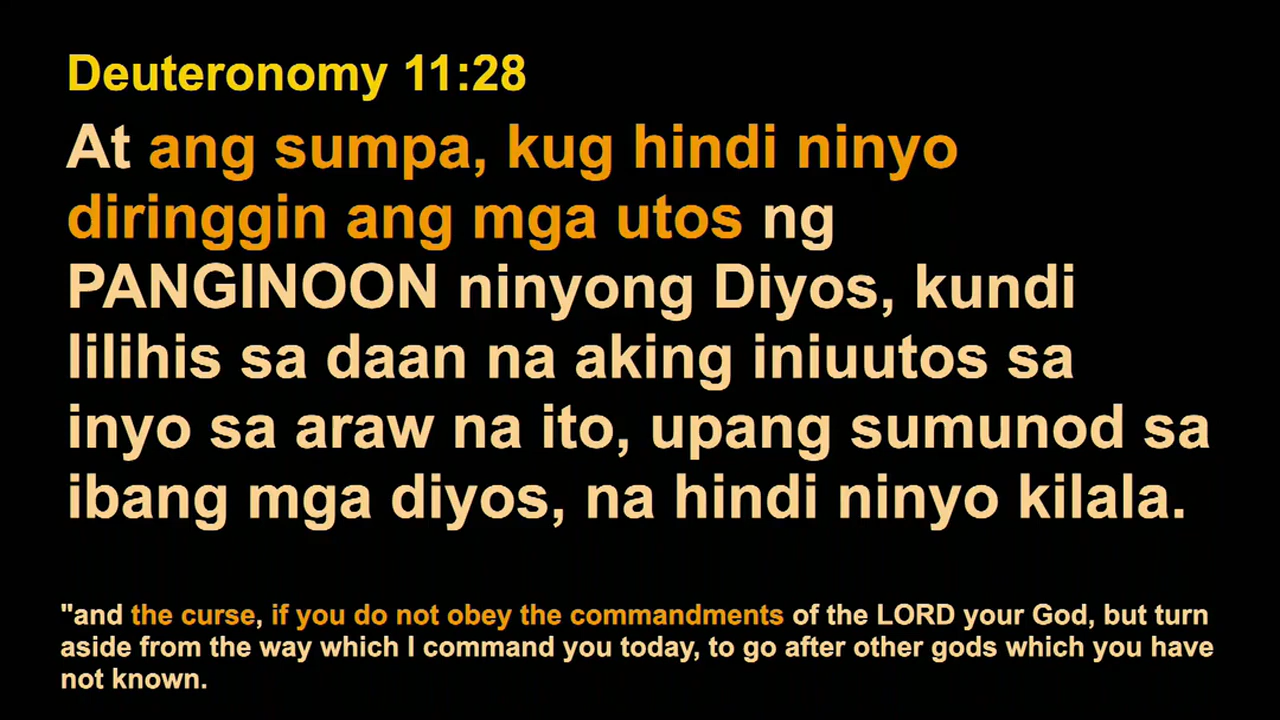 Deuteronomy 11:28
At ang sumpa, kug hindi ninyo
diringgin ang mga utos ng
PANGINOON ninyong Diyos, kundi
lilihis sa daan na aking iniuutos sa
inyo sa araw na ito, upang sumunod sa
ibang mga diyos, na hindi ninyo kilala.
"and the curse, if you do not obey the commandments of the LORD your God, but turn
aside from the way which I command you today, to go after other gods which you have
not known.